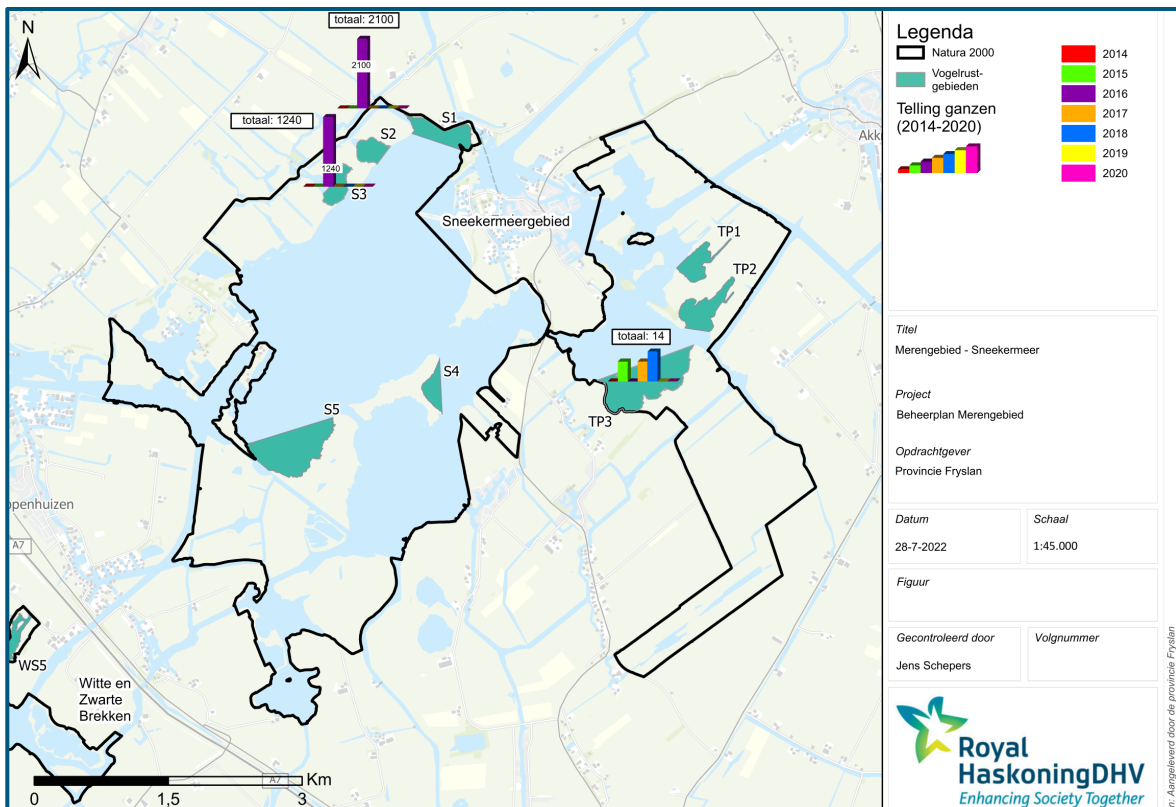 N
totaal: 2100
2100
totaal: 1240
1240
S1
S2
S3
Akk
Sneekermeergebied
TP1
TP2
totaal: 14
TP3
S4
S5
openhuizen
A7
WS5
Witte en
Zwarte
Brekken
A7
0
1,5
3
Km
Legenda
Natura 2000
Vogelrust-
gebieden
Telling ganzen
(2014-2020)
2014
2015
2016
2017
2018
2019
2020
Titel
Merengebied - Sneekermeer
Project
Beheerplan Merengebied
Opdrachtgever
Provincie Fryslan
Datum
28-7-2022
Schaal
1:45.000
Figuur
Gecontroleerd door
Jens Schepers
Volgnummer
Royal
HaskoningDHV
Enhancing Society Together
Aangeleverd door de provincie Fryslan